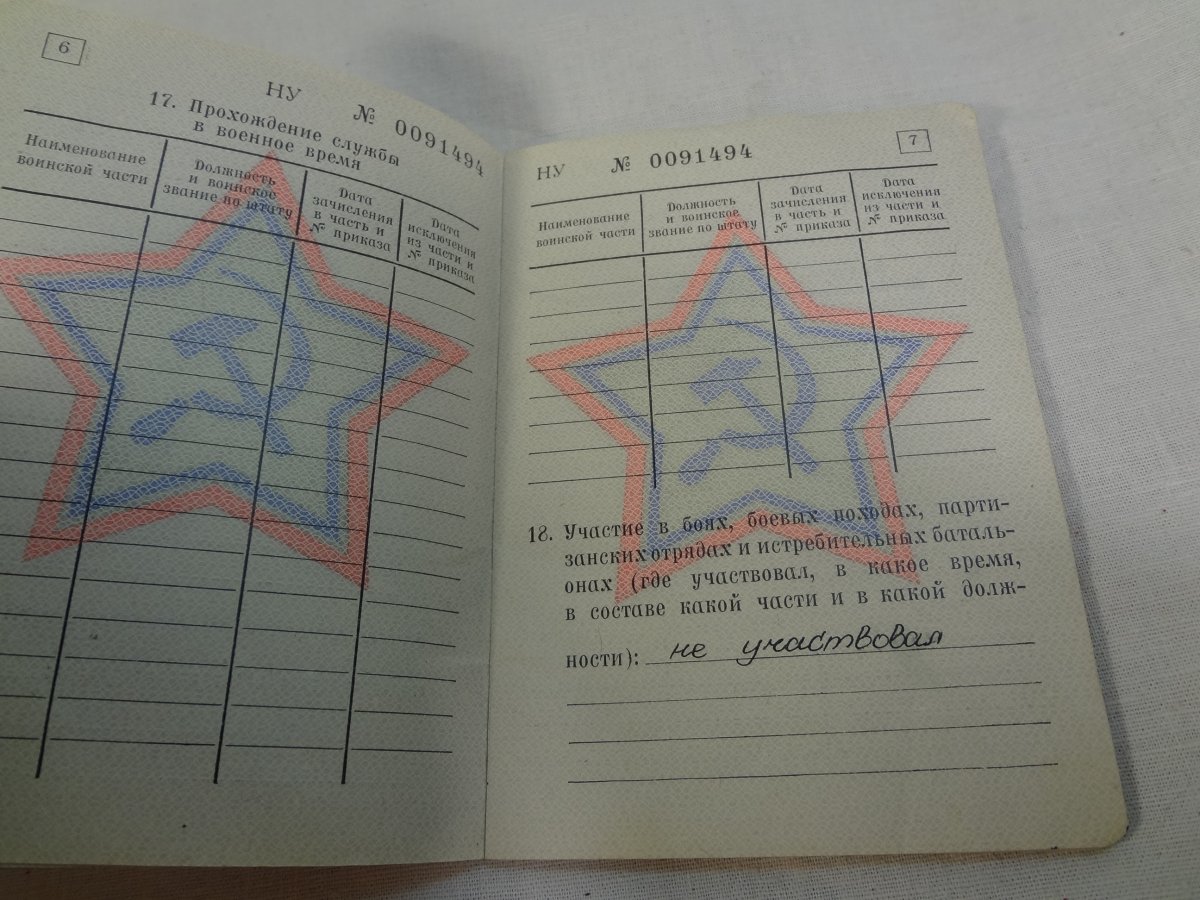 6
НУ № 0091494
17. Прохождение службы
в военное время
Наименование
воинской части
Должность
и воинское
звание по штату
Дата
зачисления
в часть и
№ приказа
Дата
исключения
из части и
№ приказа
7
НУ № 0091494
Наименование
воинской части
Должность
и воинское
звание по штату
Дата
зачисления
в часть и
№ приказа
Дата
исключения
из части и
№ приказа
18. Участие в боях, боевых походах, парти-
занских отрядах и истребительных баталь-
онах (где участвовал, в какое время,
в составе какой части и в какой долж-
ности): не участвовал